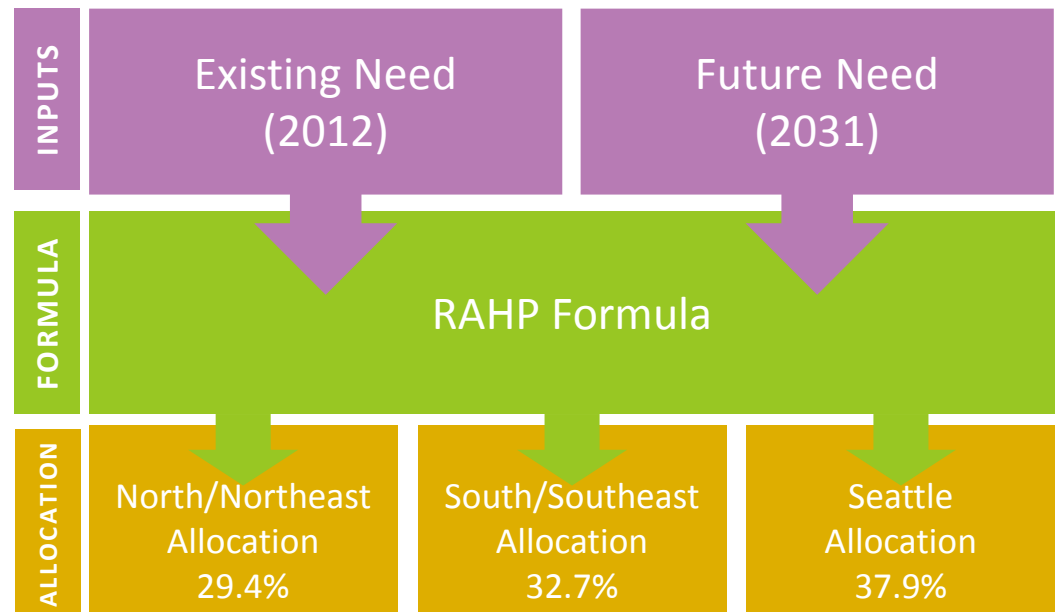 INPUTS
Existing Need
(2012)
Future Need
(2031)
FORMULA
RAHP Formula
ALLOCATION
North/Northeast
Allocation
29.4%
South/Southeast
Allocation
32.7%
Seattle
Allocation
37.9%